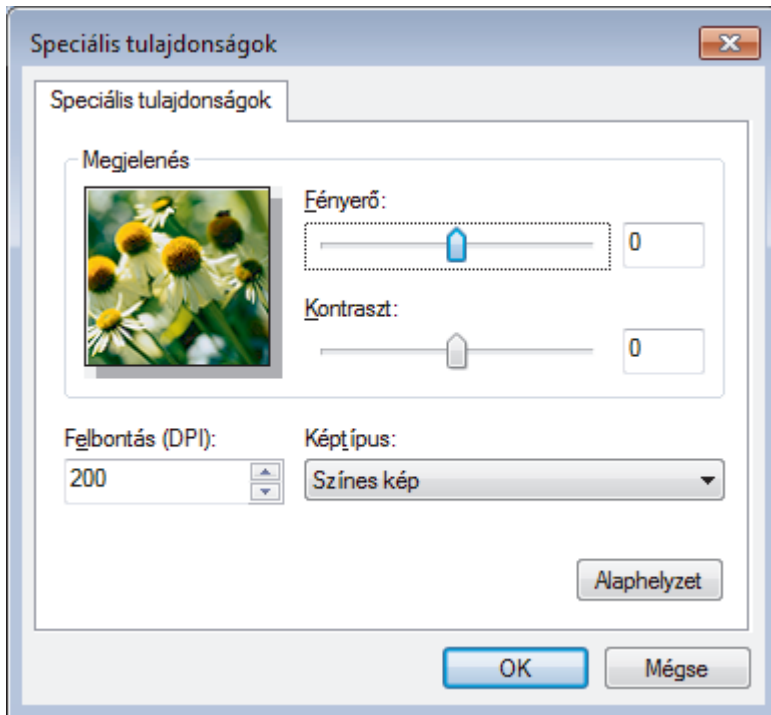 Speciális tulajdonságok
Speciális tulajdonságok
Megjelenés
Fényerő:
0
Kontraszt:
0
Felbontás (DPI):
200
Képtípus:
Színes kép
Alaphelyzet
OK
Mégse